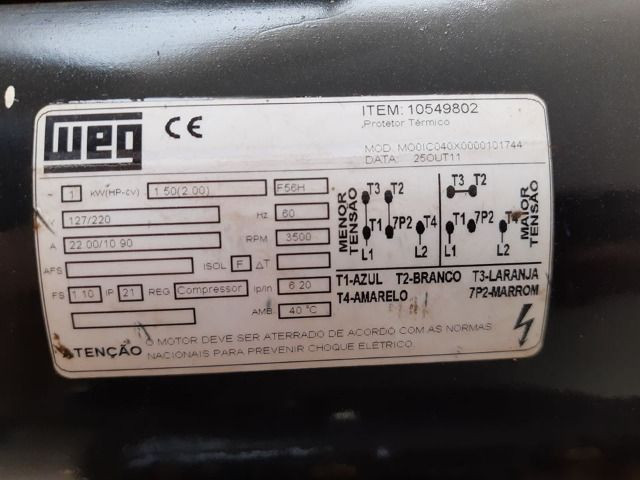 WEG CE
ITEM: 10549802
Protetor Térmico
MOD. MO0IC040X0000101744
DATA: 25OUT11
~ 1 KW(HP-cv) 1.50(2.00) F56H
V 127/220 Hz 60
A 22.00/10.90 RPM 3500
AFS ISOL F ΔT
FS 1.10 IP 21 REG Compressor Ip/In 6.20
AMB. 40 °C
MENOR TENSÃO
T3 T2
T1 7P2 T4
L1 L2
MAIOR TENSÃO
T3 T2
T1 7P2
L1 L2
T1-AZUL T2-BRANCO T3-LARANJA
T4-AMARELO 7P2-MARROM
ATENÇÃO O MOTOR DEVE SER ATERRADO DE ACORDO COM AS NORMAS
NACIONAIS PARA PREVENIR CHOQUE ELÉTRICO.